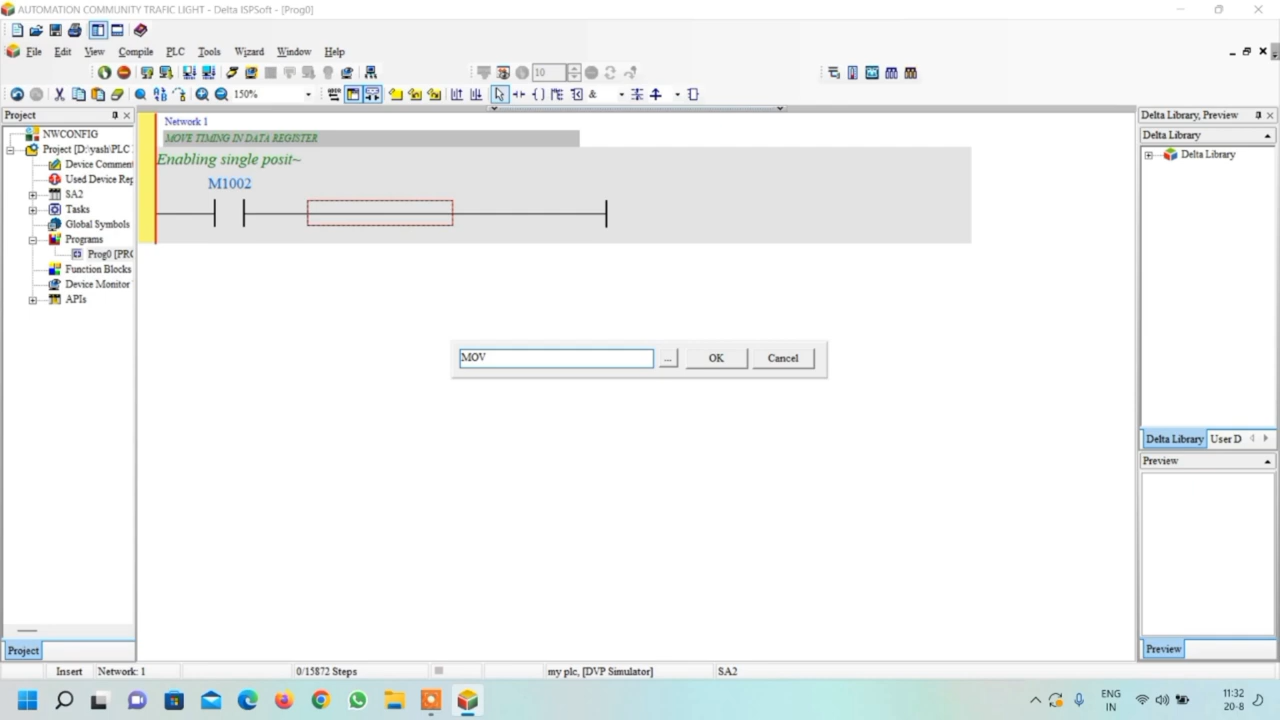 AUTOMATION COMMUNITY TRAFIC LIGHT - Delta ISPSoft - [Prog0]
File Edit View Compile PLC Tools Wizard Window Help
10
150%
&
Project
NWCONFIG
Project [D:\yash\PLC
Device Comment
Used Device Rep
SA2
Tasks
Global Symbols
Programs
Prog0 [PRG
Function Blocks
Device Monitor
APIs
Project
Network 1
MOVE TIMING IN DATA REGISTER
Enabling single posit~
M1002
MOV
...
OK
Cancel
Delta Library, Preview
Delta Library
Delta Library
Delta Library User D
Preview
Preview
Insert Network: 1 0/15872 Steps my plc, [DVP Simulator] SA2
ENG
IN
11:32
20-8